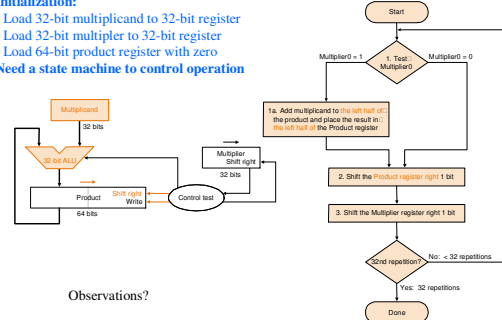 Initialization:
Load 32-bit multiplicand to 32-bit register
Load 32-bit multipler to 32-bit register
Load 64-bit product register with zero
Need a state machine to control operation
Multiplicand
32 bits
32-bit ALU
Product
Shift right
Write
64 bits
Multiplier
Shift right
32 bits
Control test
Observations?
Start
Multiplier0 = 1
1. Test
Multiplier0
Multiplier0 = 0
1a. Add multiplicand to the left half of
the product and place the result in
the left half of the Product register
2. Shift the Product register right 1 bit
3. Shift the Multiplier register right 1 bit
32nd repetition?
No: < 32 repetitions
Yes: 32 repetitions
Done